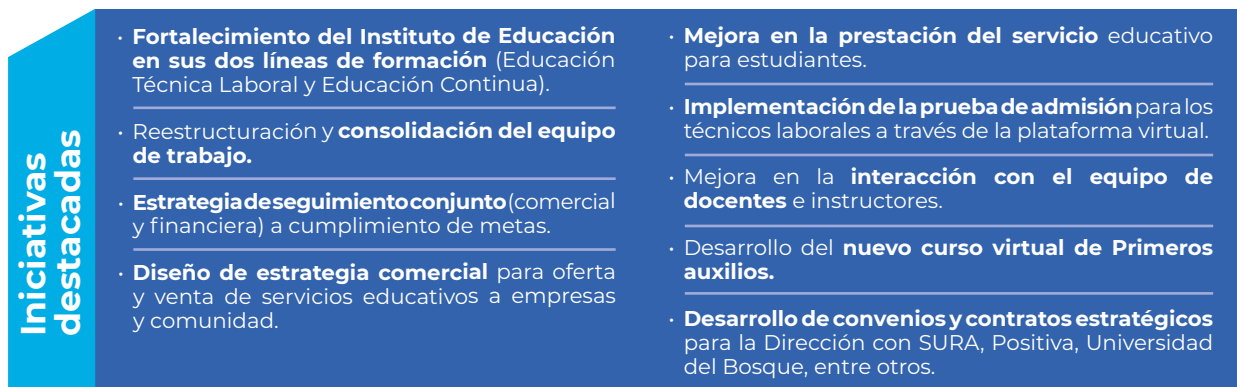 Iniciativas
destacadas
· Fortalecimiento del Instituto de Educación
en sus dos líneas de formación (Educación
Técnica Laboral y Educación Continua).
· Reestructuración y consolidación del equipo
de trabajo.
· Estrategia de seguimiento conjunto (comercial
y financiera) a cumplimiento de metas.
· Diseño de estrategia comercial para oferta
y venta de servicios educativos a empresas
y comunidad.
· Mejora en la prestación del servicio educativo
para estudiantes.
· Implementación de la prueba de admisión para los
técnicos laborales a través de la plataforma virtual.
· Mejora en la interacción con el equipo de
docentes e instructores.
· Desarrollo del nuevo curso virtual de Primeros
auxilios.
· Desarrollo de convenios y contratos estratégicos
para la Dirección con SURA, Positiva, Universidad
del Bosque, entre otros.